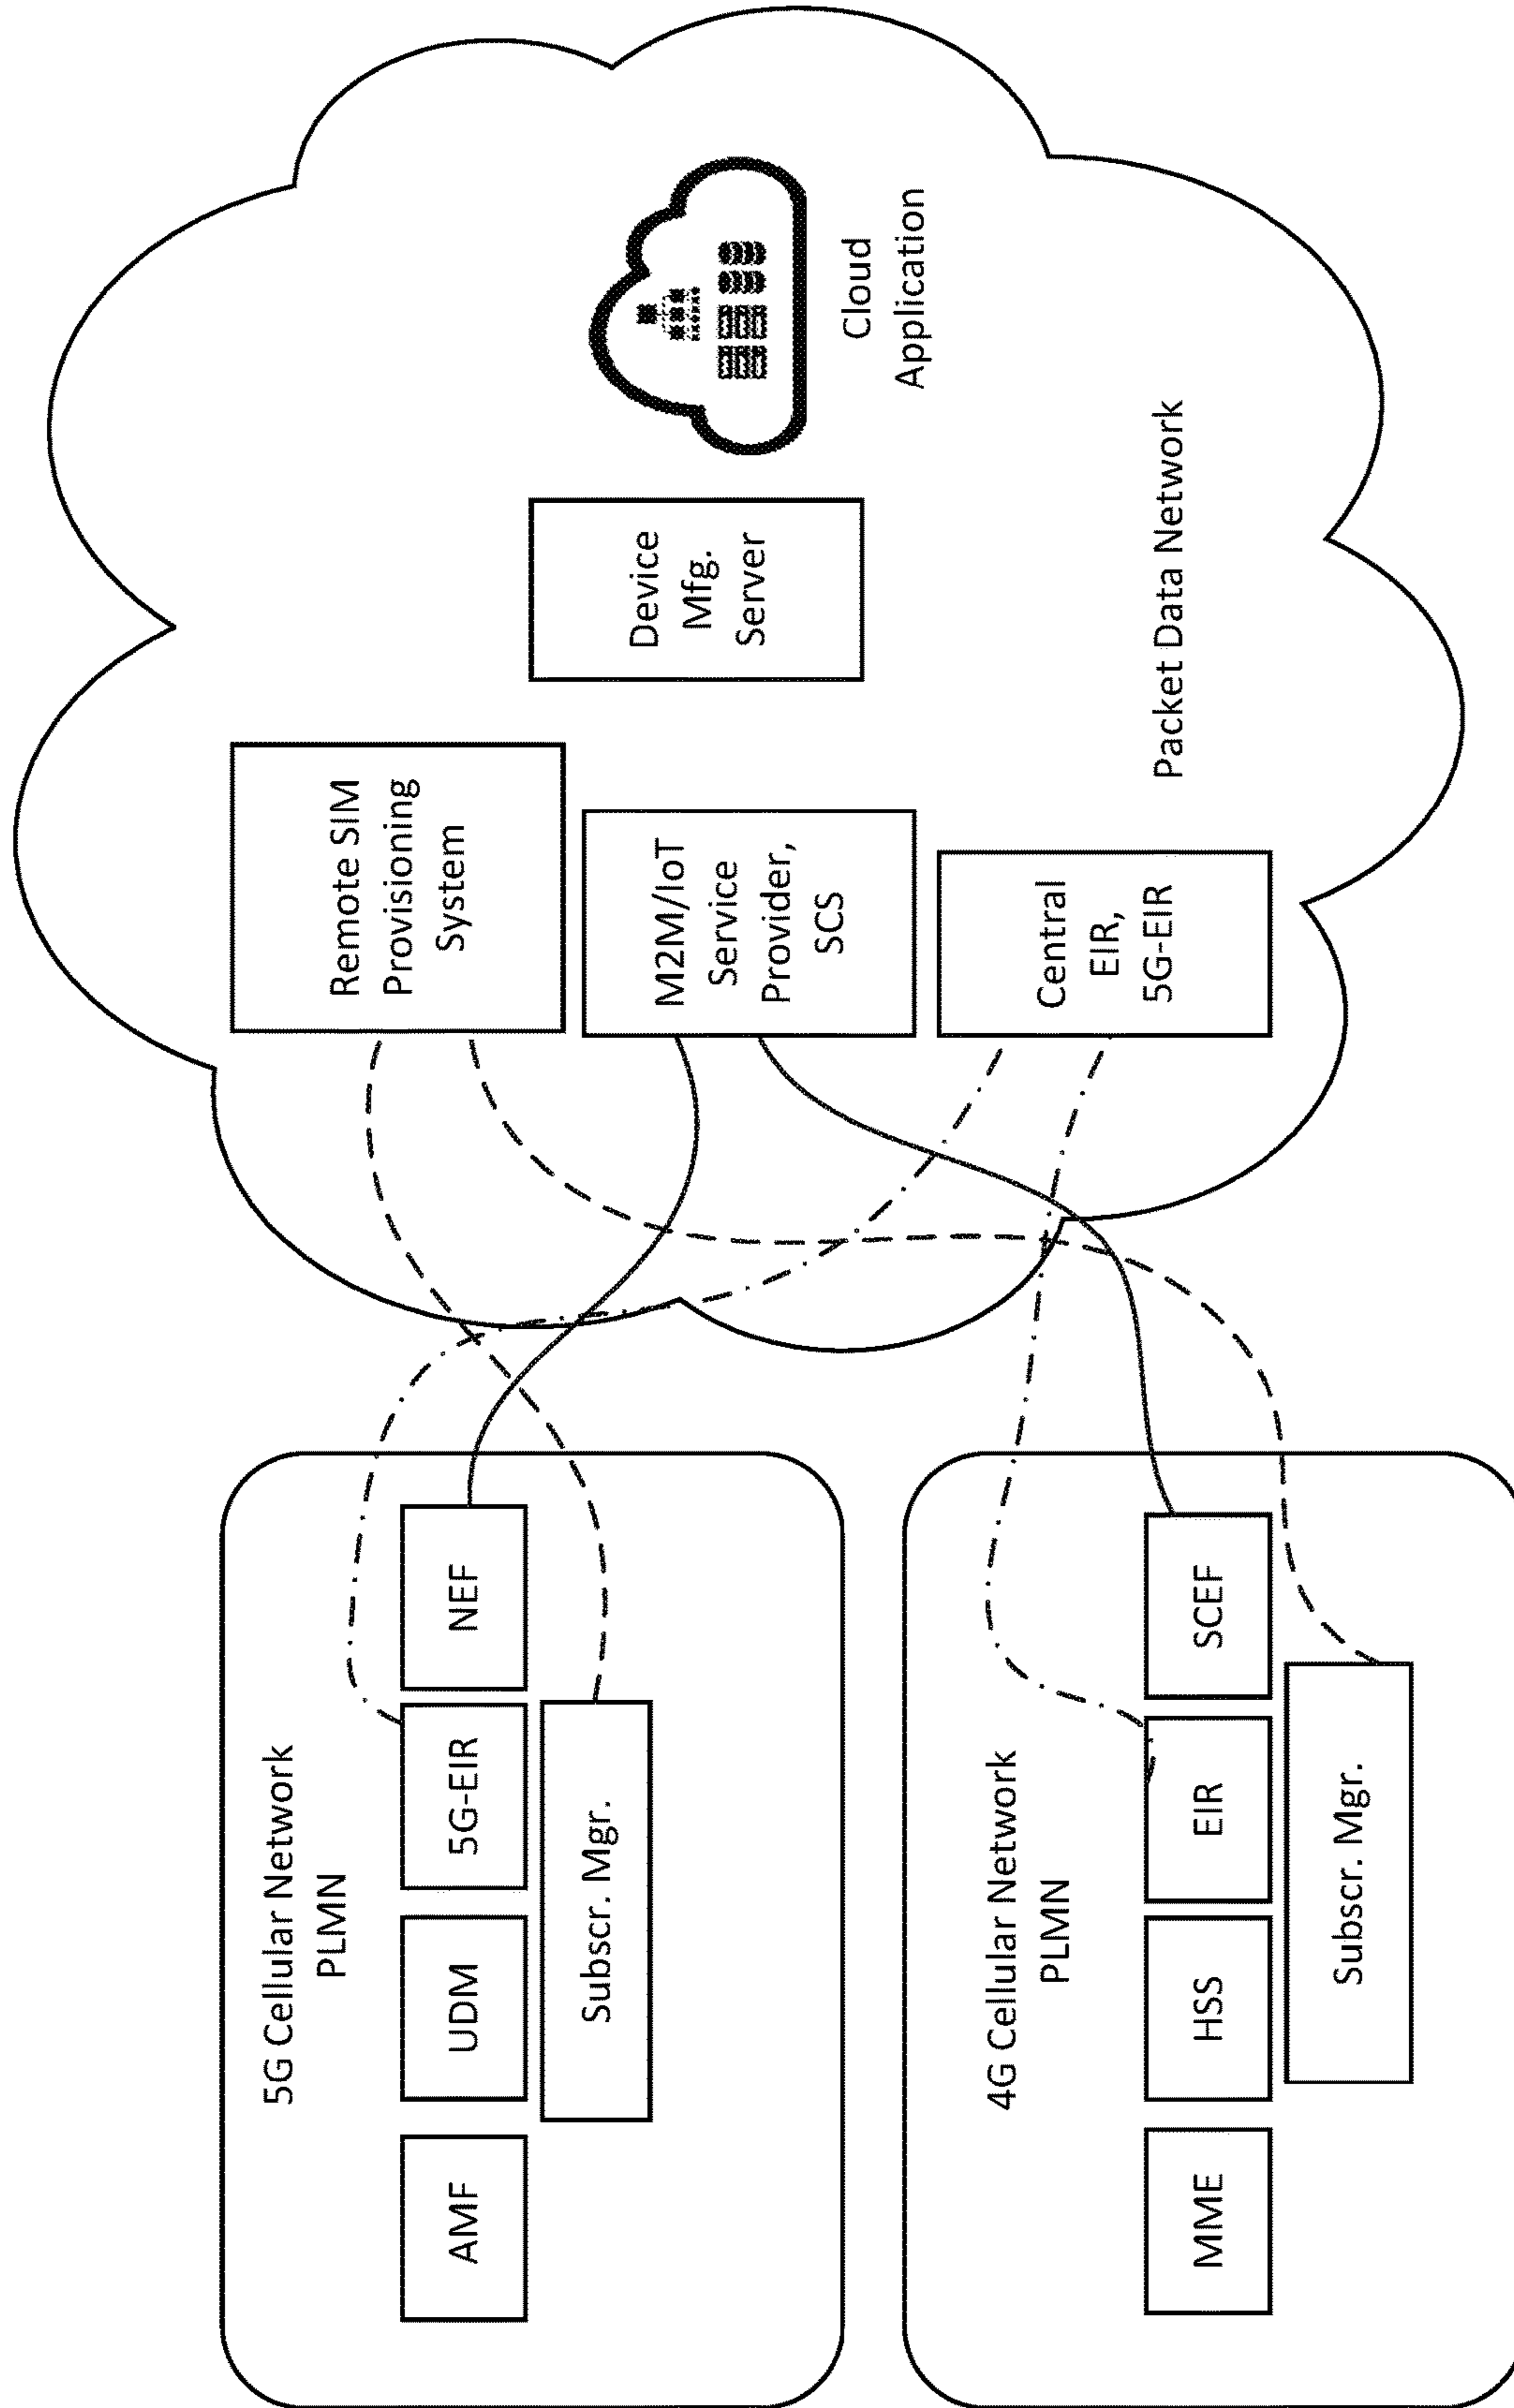 5G Cellular Network
PLMN
AMF
UDM
5G-EIR
NEF
Subscr. Mgr.
4G Cellular Network
PLMN
MME
HSS
EIR
SCEF
Subscr. Mgr.
Remote SIM
Provisioning
System
M2M/IoT
Service
Provider,
SCS
Central
EIR,
5G-EIR
Device
Mfg.
Server
Cloud
Application
Packet Data Network